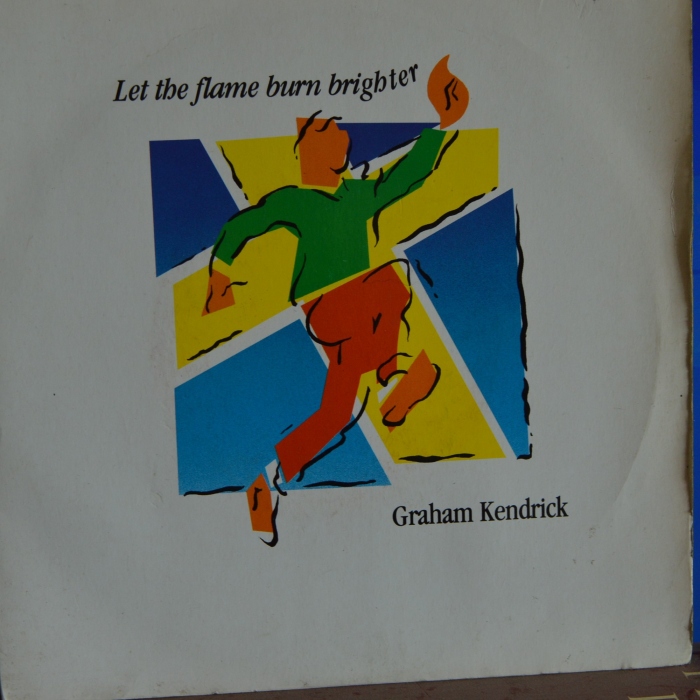 Let the flame burn brighter
Graham Kendrick